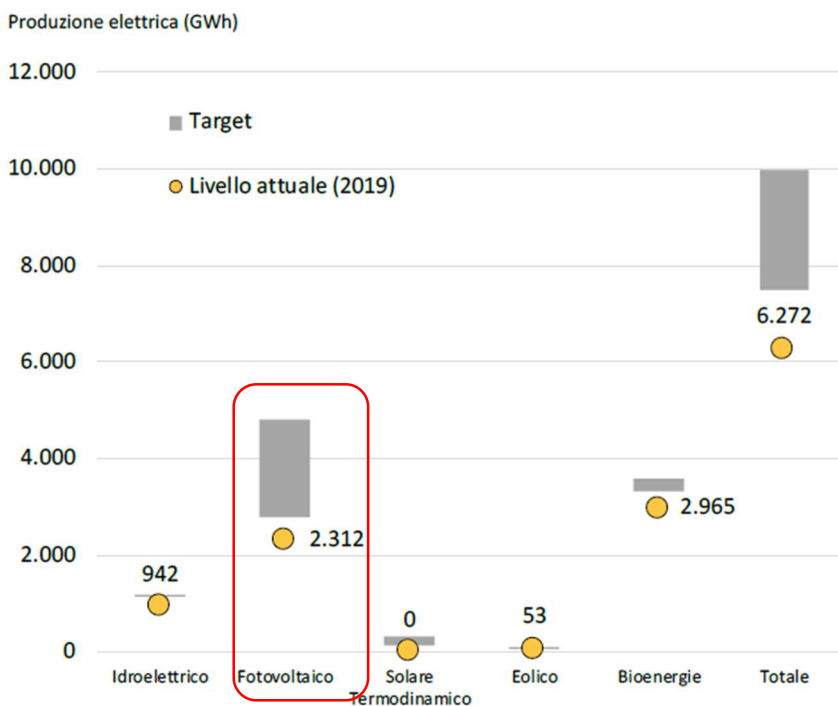 Produzione elettrica (GWh)
12.000
Target
10.000
Livello attuale (2019)
8.000
6.272
6.000
4.000
2.965
2.312
2.000
942
0
53
0
Idroelettrico
Fotovoltaico
Solare
Termodinamico
Eolico
Bioenergie
Totale